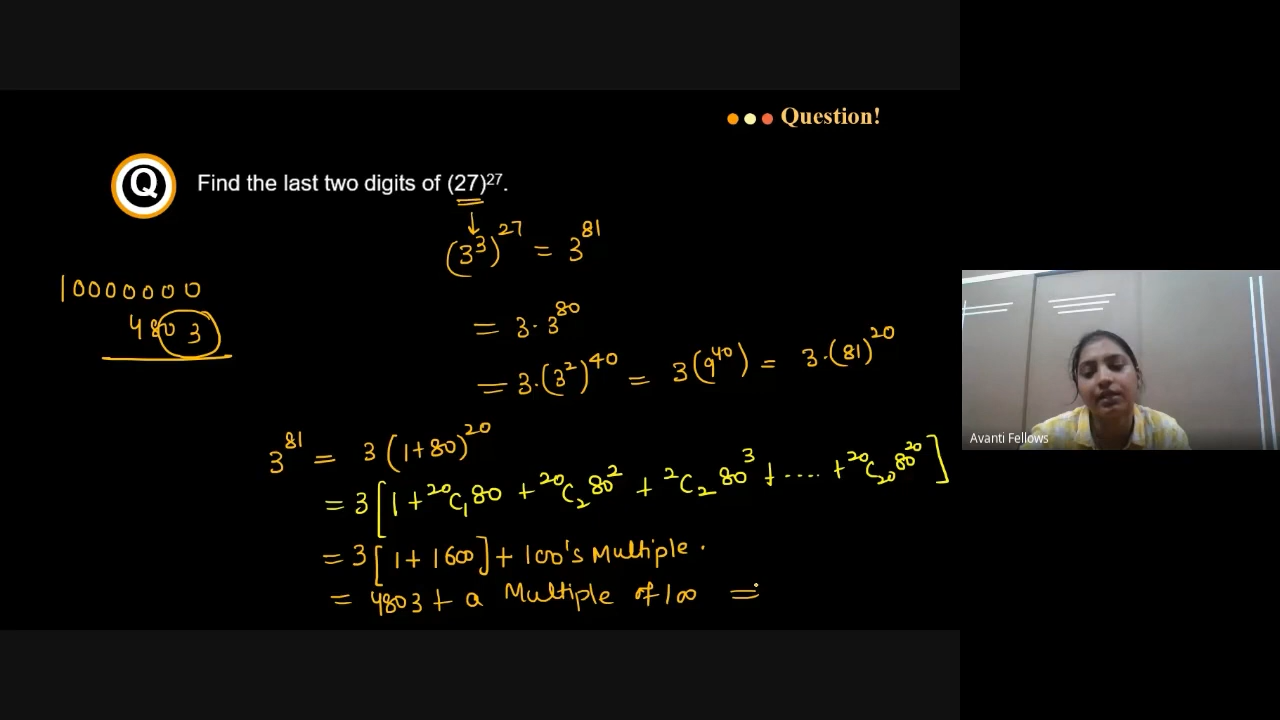 Question!
Q
Find the last two digits of (27)²⁷.
(3³)²⁷ = 3⁸¹
10000000
4803
= 3·3⁸⁰
= 3·(3²)⁴⁰ = 3(9⁴⁰) = 3·(81)²⁰
Avanti Fellows
3⁸¹ = 3(1+80)²⁰
= 3[1+²⁰C₁80 + ²⁰C₂80² + ²C₂80³ + ..... + ²⁰C₂₀80²⁰]
= 3[1+1600]+100's Multiple.
= 4803 + a Multiple of 100 =